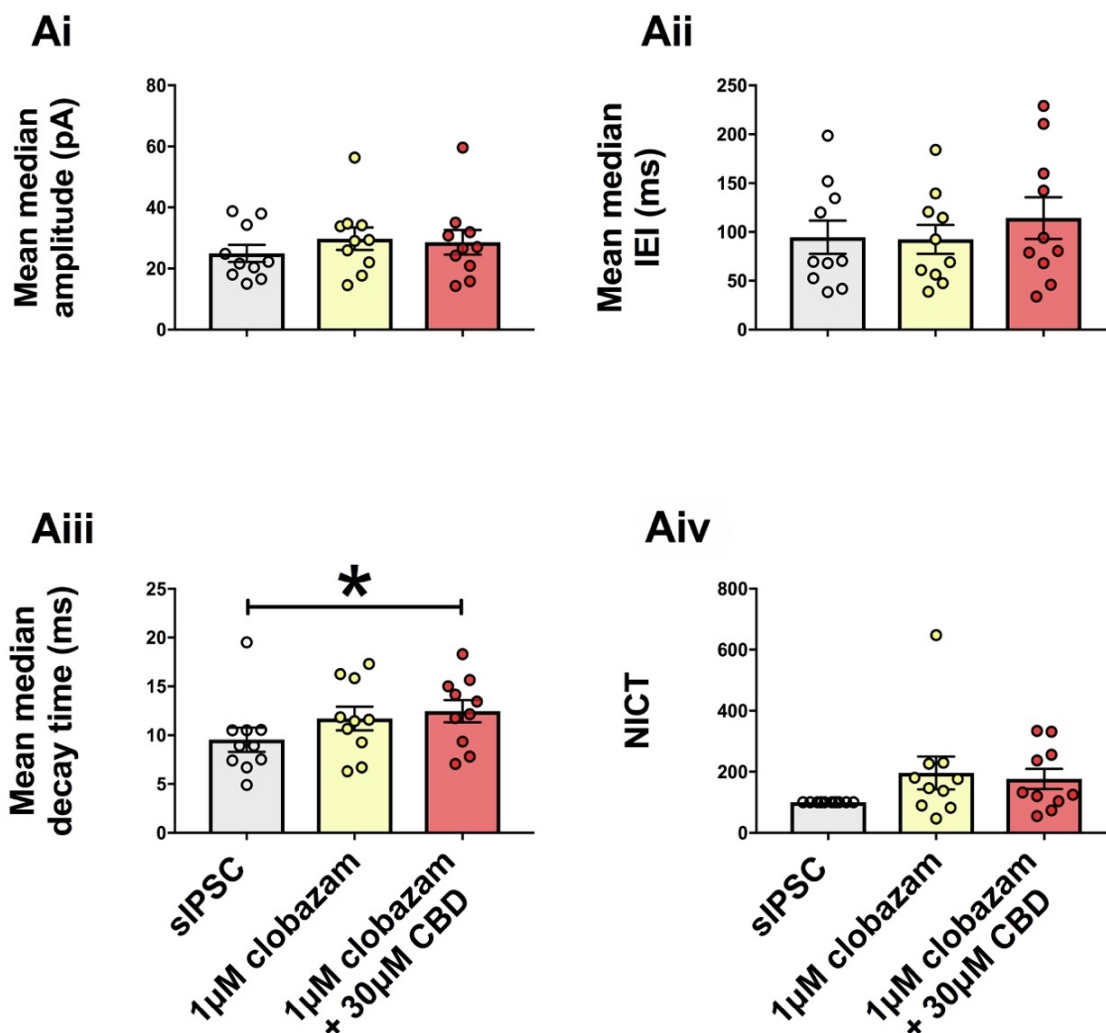 Ai
Mean median
amplitude (pA)
80
60
40
20
0
Aii
Mean median
IEI (ms)
250
200
150
100
50
0
Aiii
Mean median
decay time (ms)
25
20
15
10
5
0
*
sIPSC
1µM clobazam
1µM clobazam
+ 30µM CBD
Aiv
NICT
800
600
400
200
0
sIPSC
1µM clobazam
1µM clobazam
+ 30µM CBD